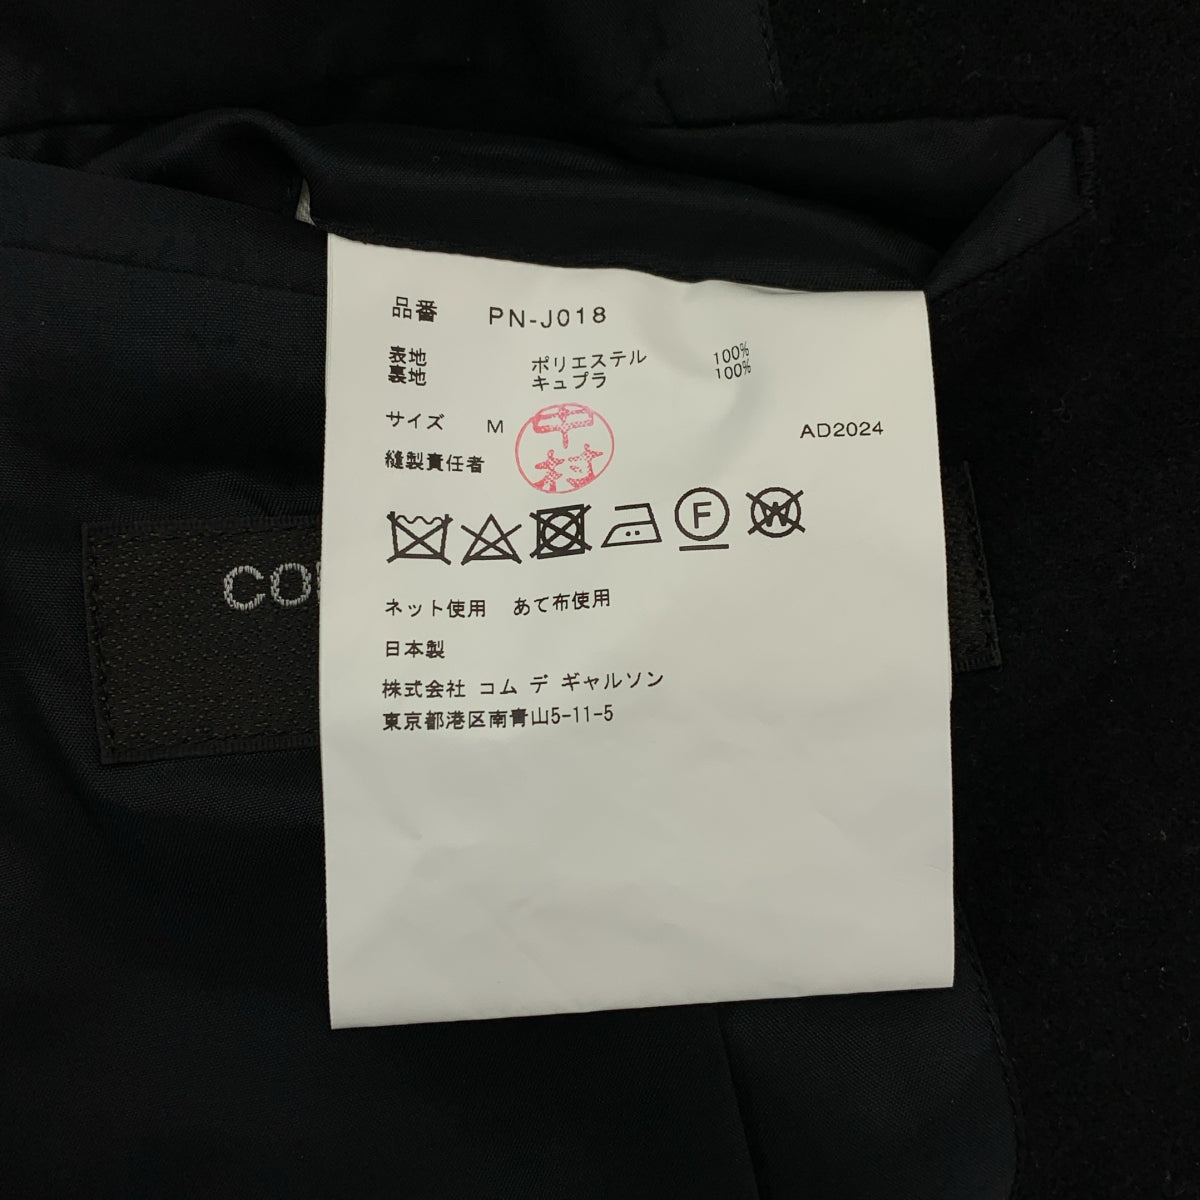 品番 PN-J018
表地 ポリエステル 100%
裏地 キュプラ 100%
サイズ M AD2024
中村
縫製責任者
F W
ネット使用 あて布使用
日本製
株式会社 コム デ ギャルソン
東京都港区南青山5-11-5
CO